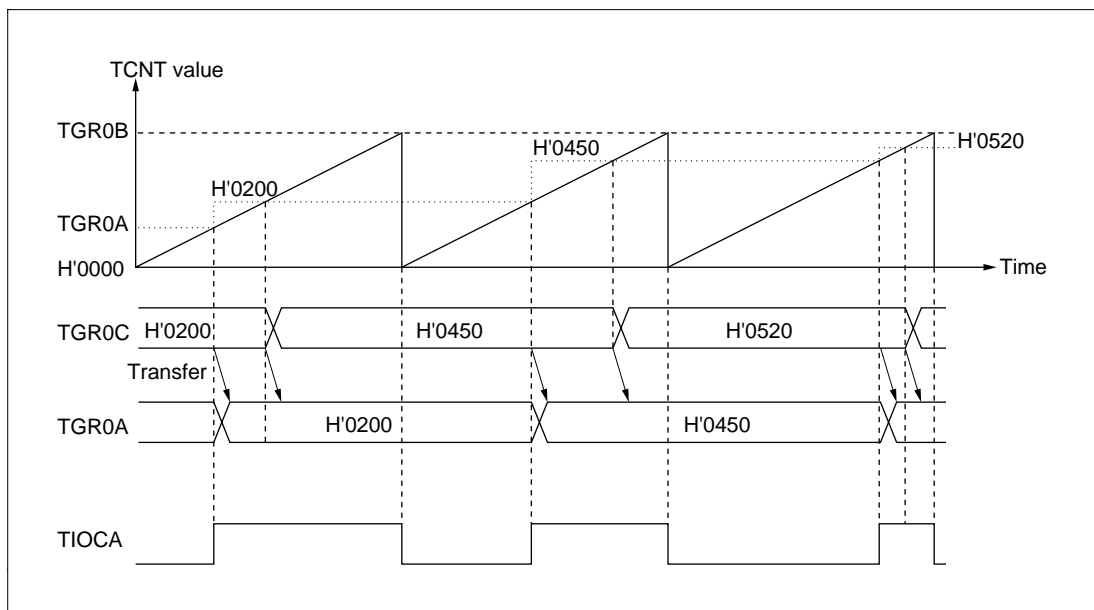 TCNT value
TGR0B
H'0450
H'0520
H'0200
TGR0A
H'0000
Time
TGR0C
H'0200
H'0450
H'0520
Transfer
TGR0A
H'0200
H'0450
TIOCA